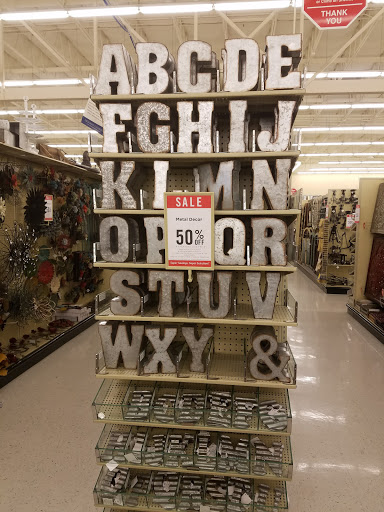 THANK
YOU
ABCDE
FGHIJ
KLMN
OPQR
STUV
WXYZ &
SALE
Metal Decor
50% OFF